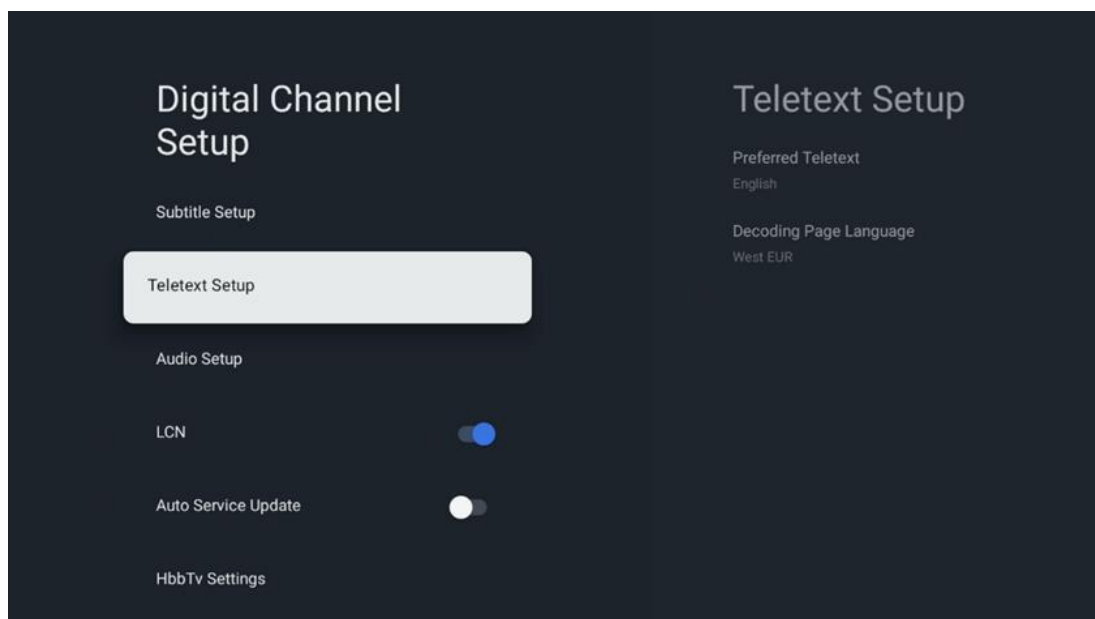 Digital Channel
Setup
Subtitle Setup
Teletext Setup
Audio Setup
LCN
Auto Service Update
HbbTv Settings
Teletext Setup
Preferred Teletext
English
Decoding Page Language
West EUR